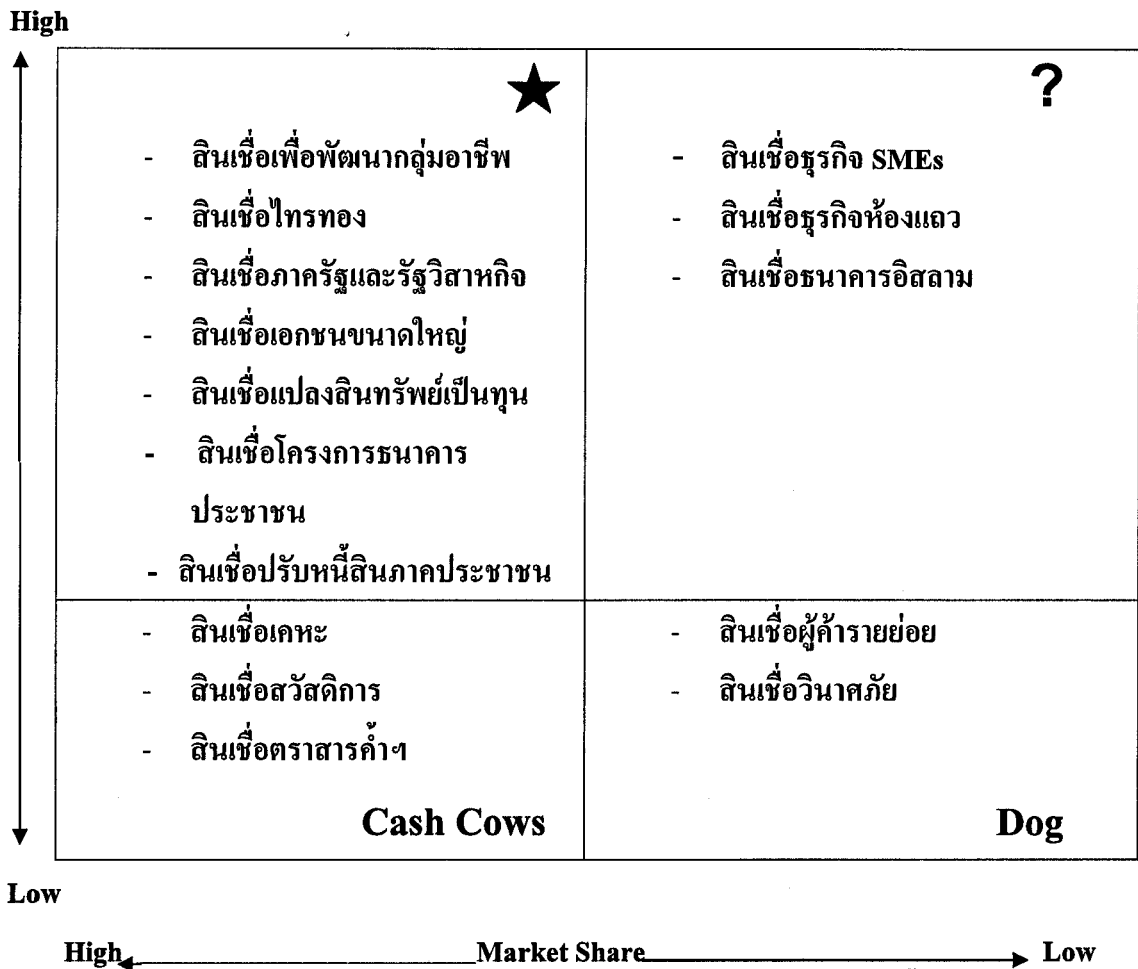 High
?
- สินเชื่อเพื่อพัฒนากลุ่มอาชีพ
- สินเชื่อไทรทอง
- สินเชื่อภาครัฐและรัฐวิสาหกิจ
- สินเชื่อเอกชนขนาดใหญ่
- สินเชื่อแปลงสินทรัพย์เป็นทุน
- สินเชื่อโครงการธนาคาร
ประชาชน
- สินเชื่อปรับหนี้สินภาคประชาชน
- สินเชื่อธุรกิจ SMEs
- สินเชื่อธุรกิจห้องแถว
- สินเชื่อธนาคารอิสลาม
- สินเชื่อเคหะ
- สินเชื่อสวัสดิการ
- สินเชื่อตราสารค้ำฯ
Cash Cows
- สินเชื่อผู้ค้ารายย่อย
- สินเชื่อวินาศภัย
Dog
Low
High Market Share Low